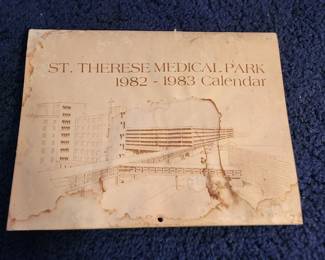 ST. THERESE MEDICAL PARK
1982 - 1983 Calendar